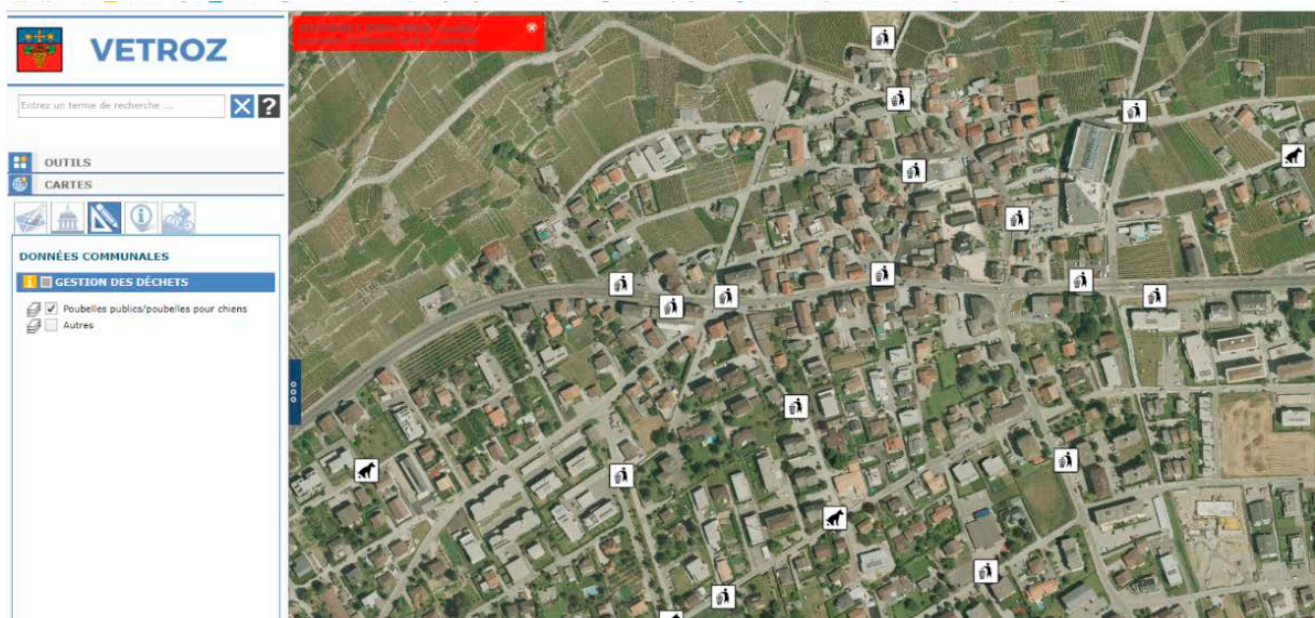 VETROZ
Entrez un terme de recherche ...
?
OUTILS
CARTES
DONNÉES COMMUNALES
GESTION DES DÉCHETS
Poubelles publics/poubelles pour chiens
Autres